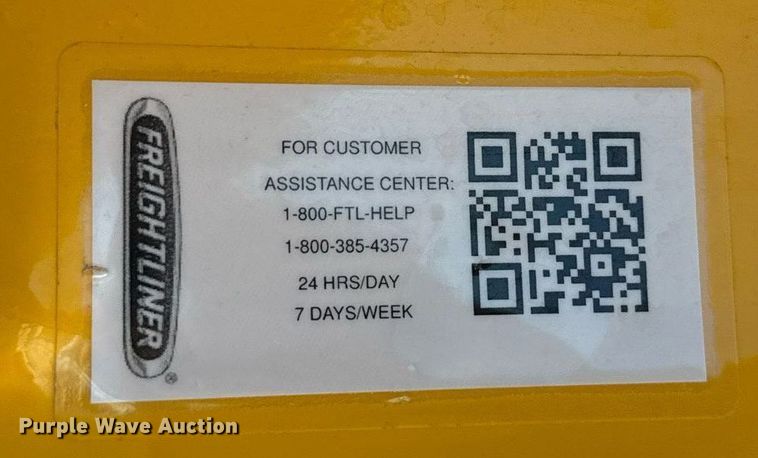 FREIGHTLINER®
FOR CUSTOMER
ASSISTANCE CENTER:
1-800-FTL-HELP
1-800-385-4357
24 HRS/DAY
7 DAYS/WEEK
Purple Wave Auction